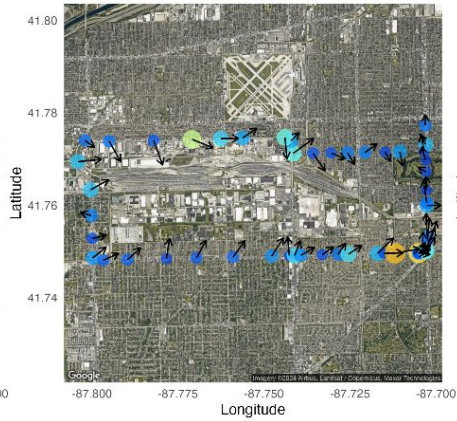 41.80
41.78
41.76
41.74
Latitude
Google
Imagery ©2024 Airbus, Landsat / Copernicus, Maxar Technologies
00
-87.800
-87.775
-87.750
-87.725
-87.700
Longitude